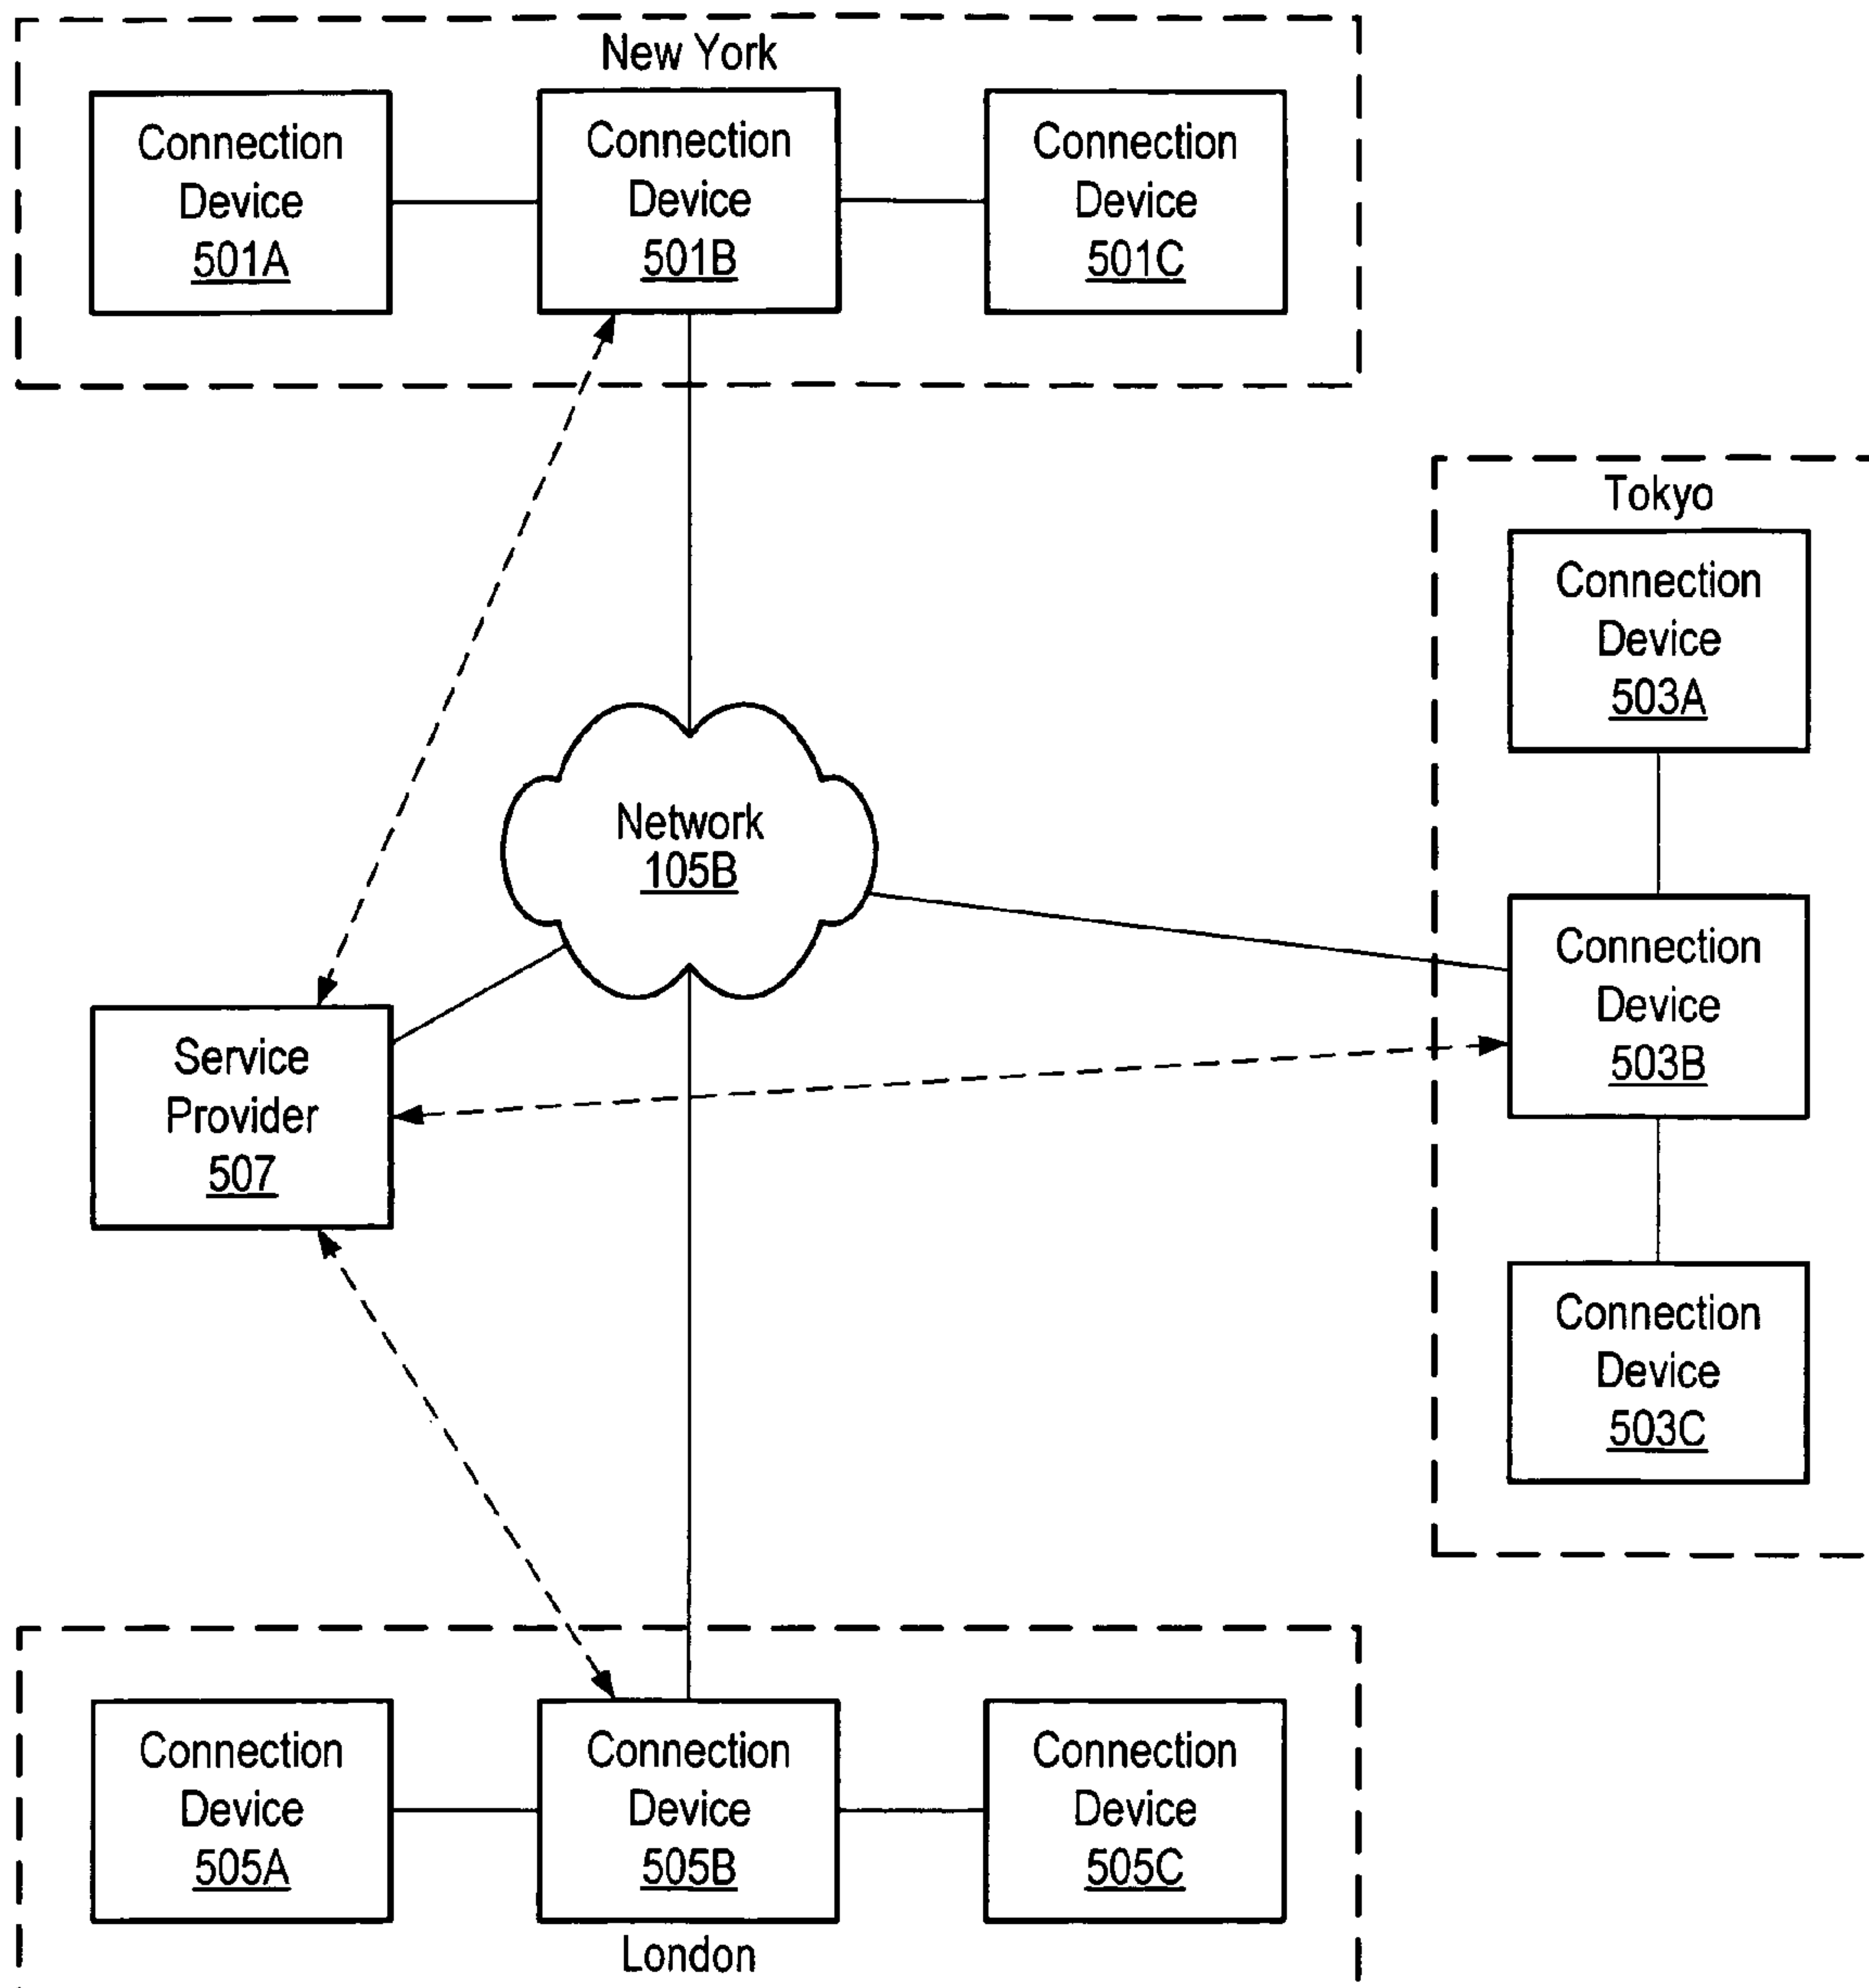 New York
Connection
Device
501A
Connection
Device
501B
Connection
Device
501C
Tokyo
Connection
Device
503A
Network
105B
Connection
Device
503B
Service
Provider
507
Connection
Device
503C
Connection
Device
505A
Connection
Device
505B
Connection
Device
505C
London